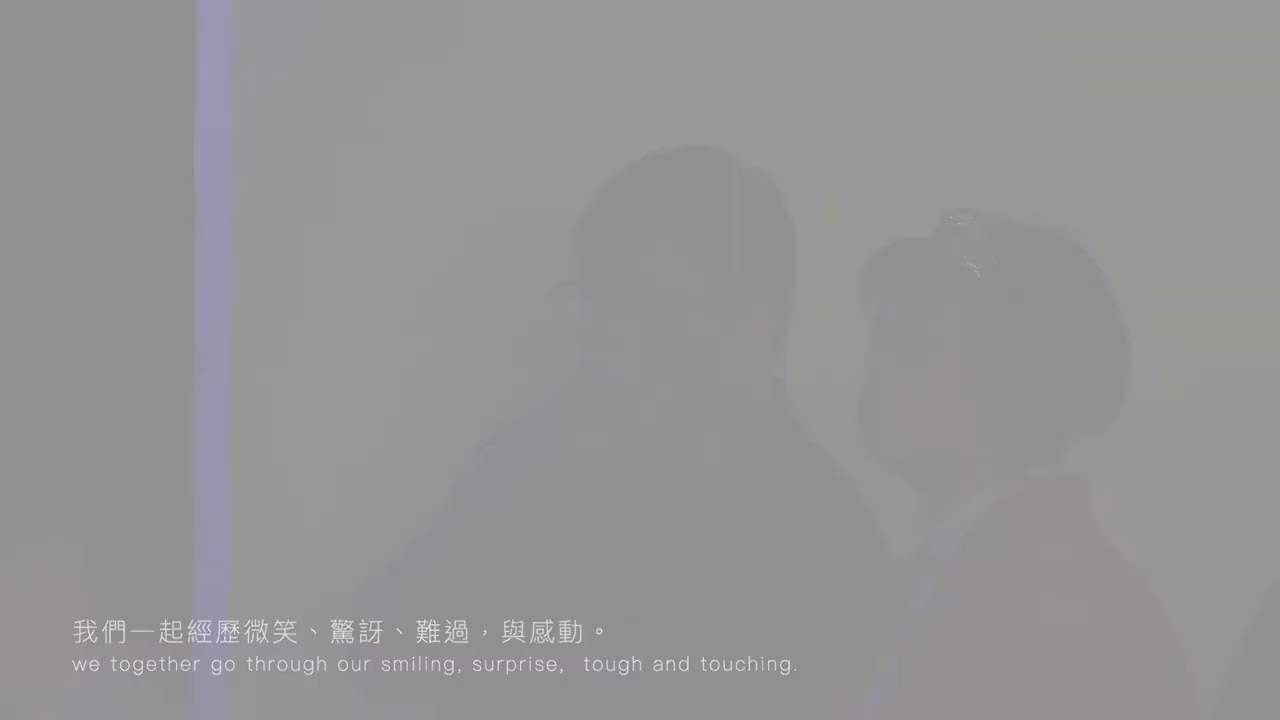 我們一起經歷微笑、驚訝、難過，與感動。
we together go through our smiling, surprise,  tough and touching.